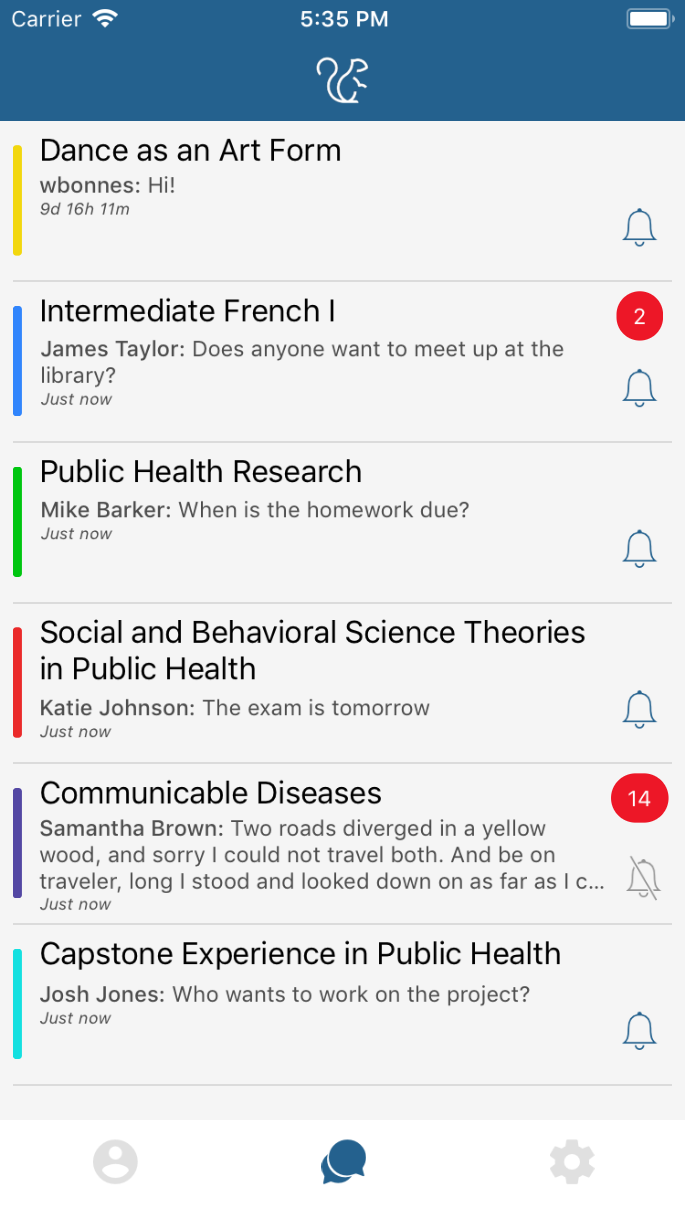 Carrier 5:35 PM
Dance as an Art Form
wbonnes: Hi!
9d 16h 11m
Intermediate French I
2
James Taylor: Does anyone want to meet up at the
library?
Just now
Public Health Research
Mike Barker: When is the homework due?
Just now
Social and Behavioral Science Theories
in Public Health
Katie Johnson: The exam is tomorrow
Just now
Communicable Diseases
14
Samantha Brown: Two roads diverged in a yellow
wood, and sorry I could not travel both. And be on
traveler, long I stood and looked down on as far as I c...
Just now
Capstone Experience in Public Health
Josh Jones: Who wants to work on the project?
Just now